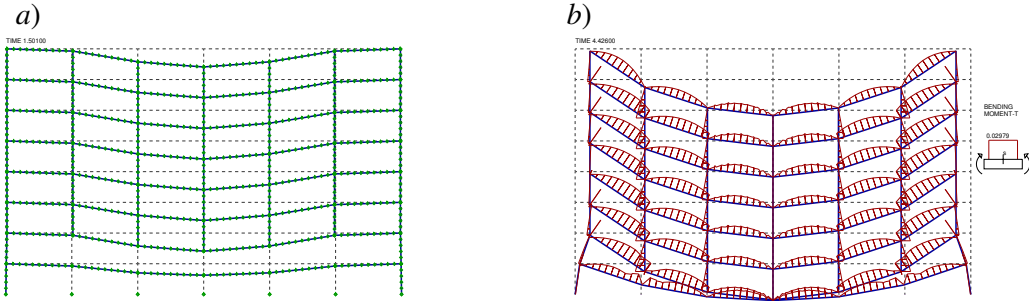 a)
b)
TIME 1.50100
TIME 4.42600
BENDING
MOMENT-T
0.02979